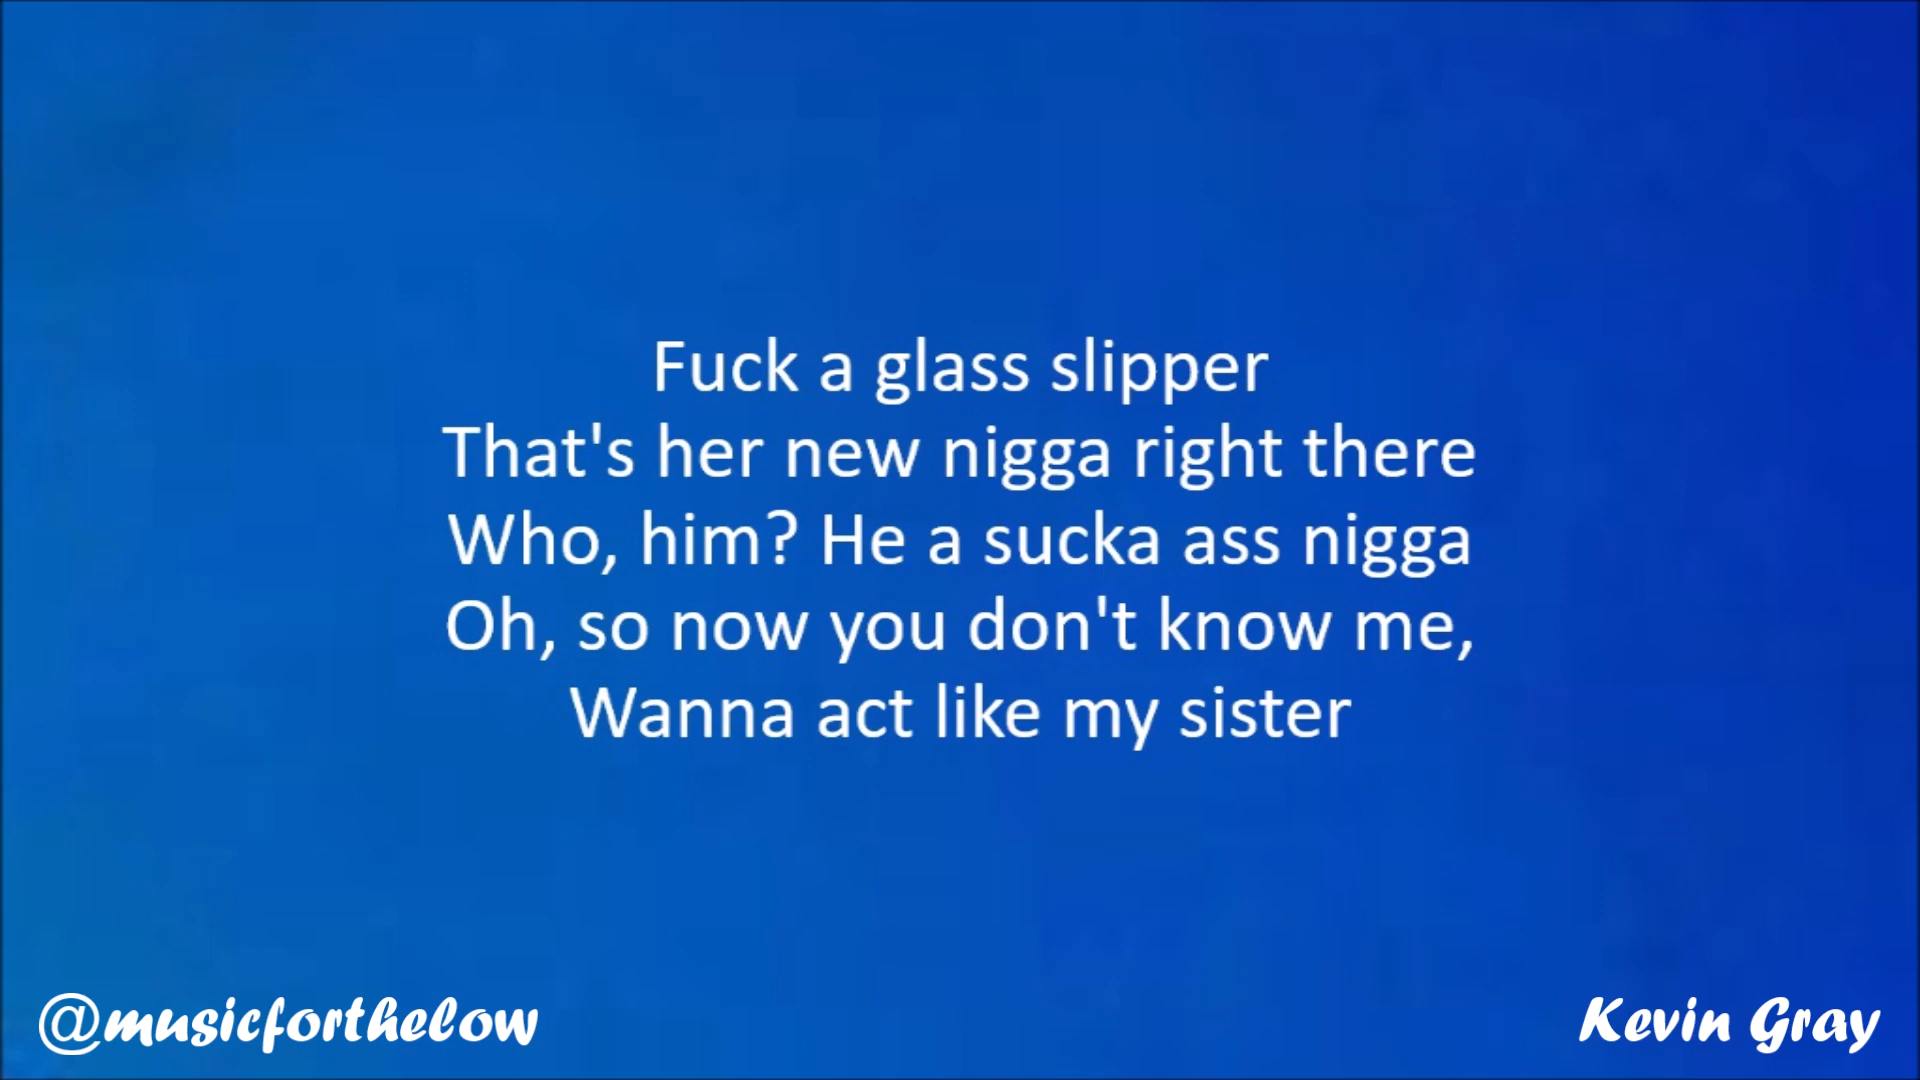 Fuck a glass slipper
That's her new nigga right there
Who, him? He a sucka ass nigga
Oh, so now you don't know me,
Wanna act like my sister
@musicforthelow
Kevin Gray